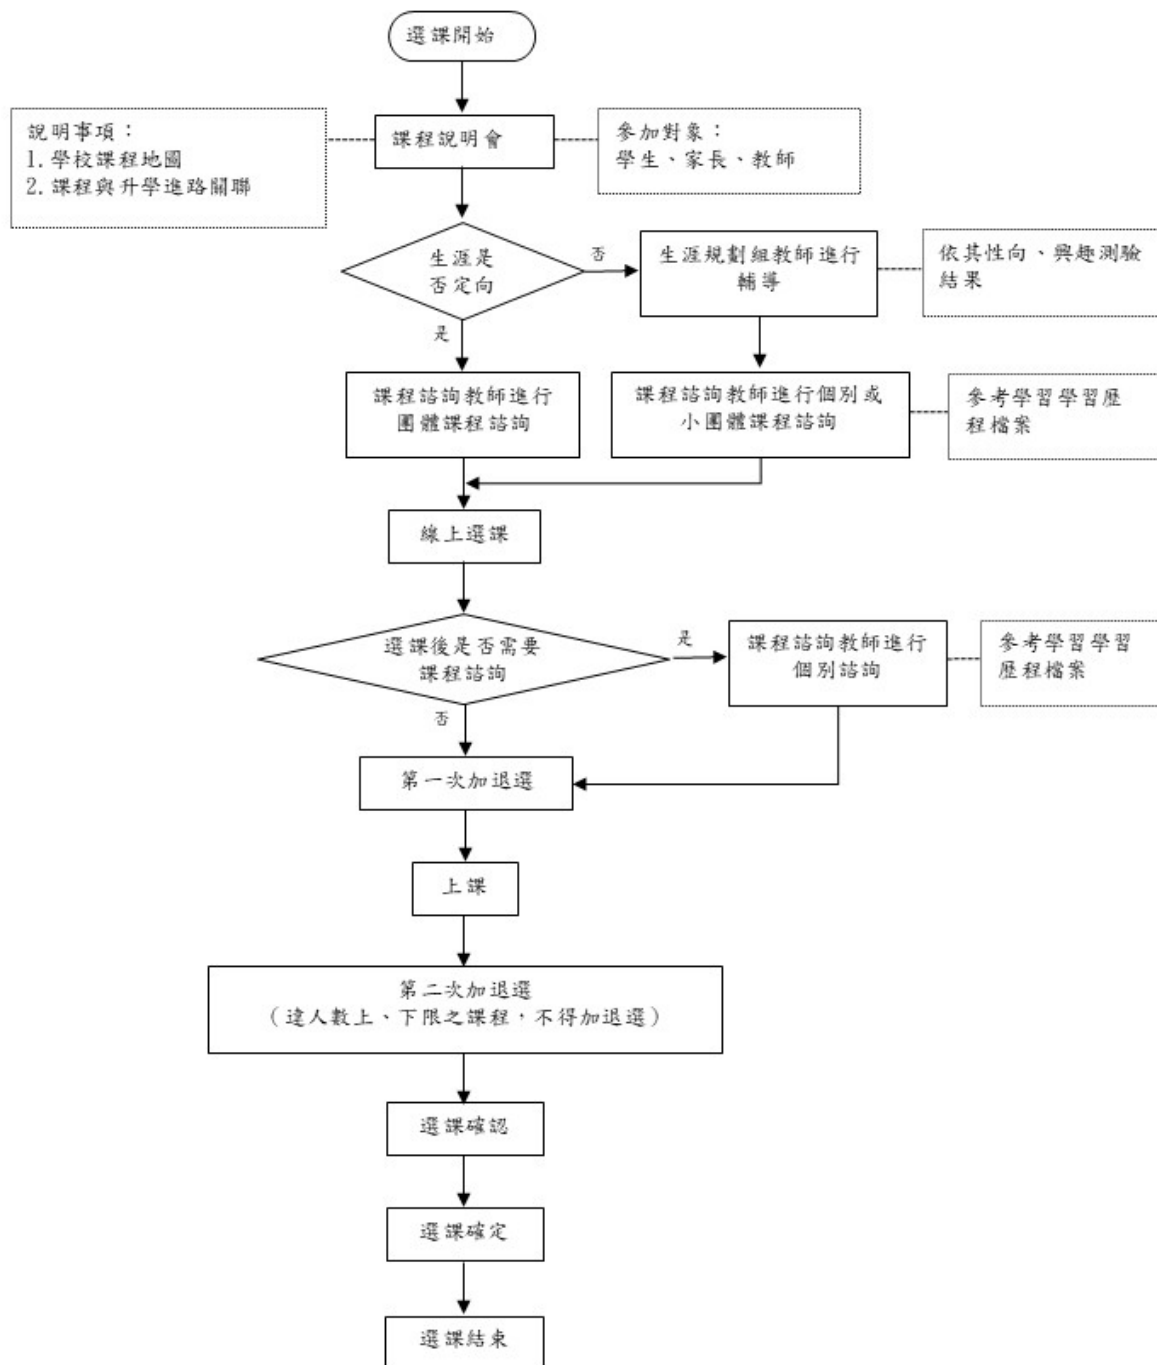 選課開始
說明事項：
1.學校課程地圖
2.課程與升學進路關聯
課程說明會
參加對象：
學生、家長、教師
生涯是
否定向
否
生涯規劃組教師進行
輔導
依其性向、興趣測驗
結果
是
課程諮詢教師進行
團體課程諮詢
課程諮詢教師進行個別或
小團體課程諮詢
參考學習學習歷
程檔案
線上選課
選課後是否需要
課程諮詢
是
課程諮詢教師進行
個別諮詢
參考學習學習
歷程檔案
否
第一次加退選
上課
第二次加退選
（達人數上、下限之課程，不得加退選）
選課確認
選課確定
選課結束